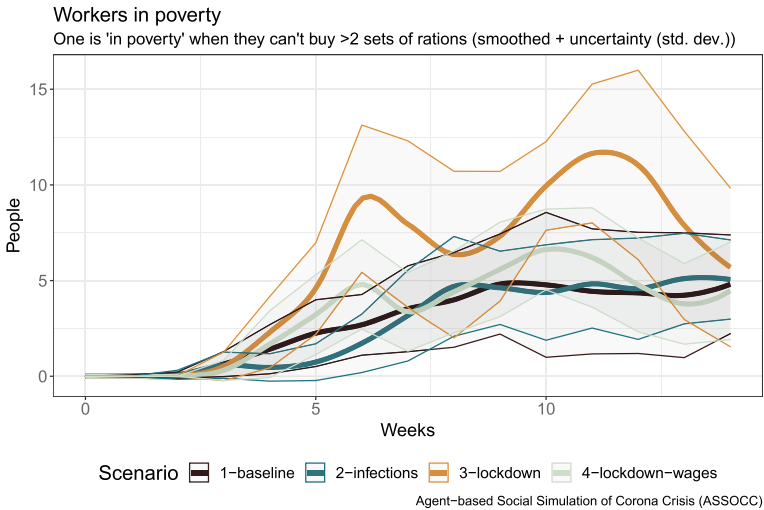 Workers in poverty
One is 'in poverty' when they can't buy >2 sets of rations (smoothed + uncertainty (std. dev.))
People
15
10
5
0
0 5 10
Weeks
Scenario 1−baseline 2−infections 3−lockdown 4−lockdown−wages
Agent−based Social Simulation of Corona Crisis (ASSOCC)